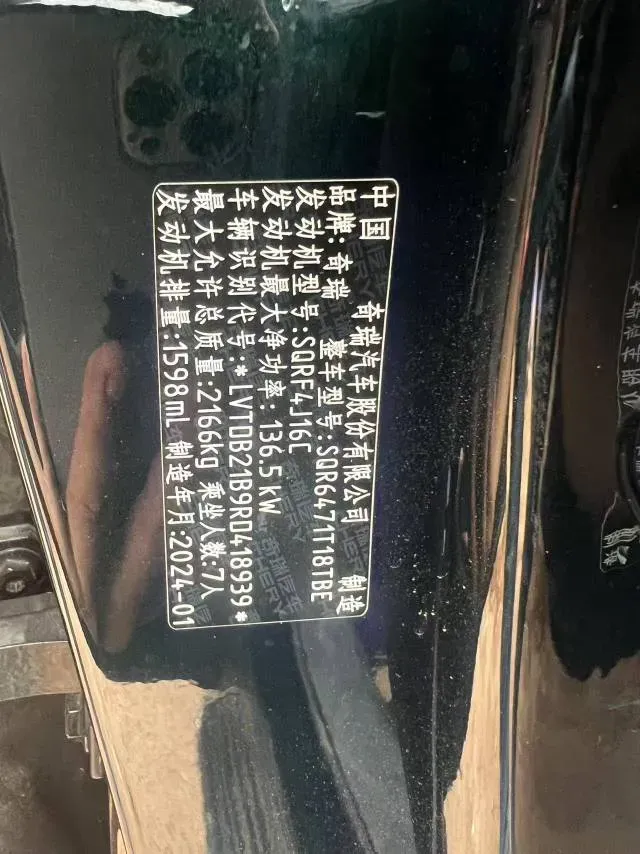 中国 奇瑞汽车股份有限公司 制造
品牌:奇瑞 整车型号:SQR6471T18TBE
发动机型号:SQRF4J16C
发动机最大净功率:136.5kW
车辆识别代号:*LVTDB21B9RD418939*
最大允许总质量:2166kg 乘坐人数:7人
发动机排量:1598mL 制造年月:2024-01